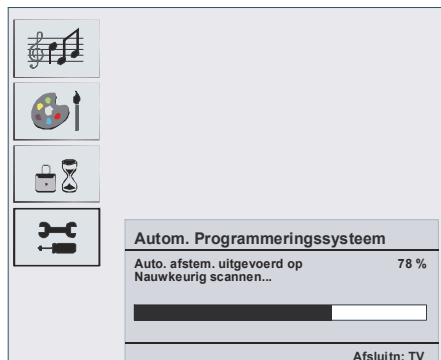 Autom. Programmeringssysteem
Auto. afstem. uitgevoerd op 78 %
Nauwkeurig scannen...
Afsluitn: TV